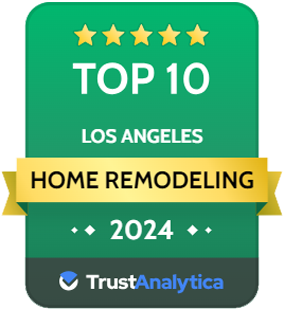 TOP 10
LOS ANGELES
HOME REMODELING
2024
TrustAnalytica